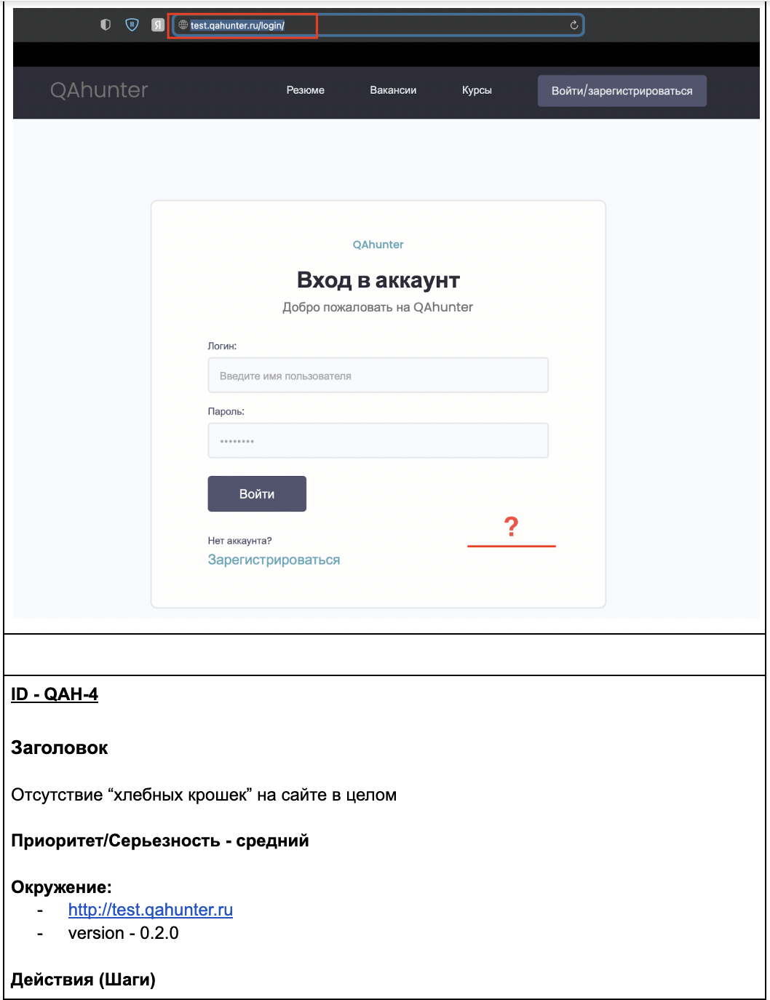 test.qahunter.ru/login/
QAhunter
Резюме
Вакансии
Курсы
Войти/зарегистрироваться
QAhunter
Вход в аккаунт
Добро пожаловать на QAhunter
Логин:
Введите имя пользователя
Пароль:
••••••••
Войти
?
Нет аккаунта?
Зарегистрироваться
ID - QAH-4
Заголовок
Отсутствие “хлебных крошек” на сайте в целом
Приоритет/Серьезность - средний
Окружение:
- http://test.qahunter.ru
- version - 0.2.0
Действия (Шаги)